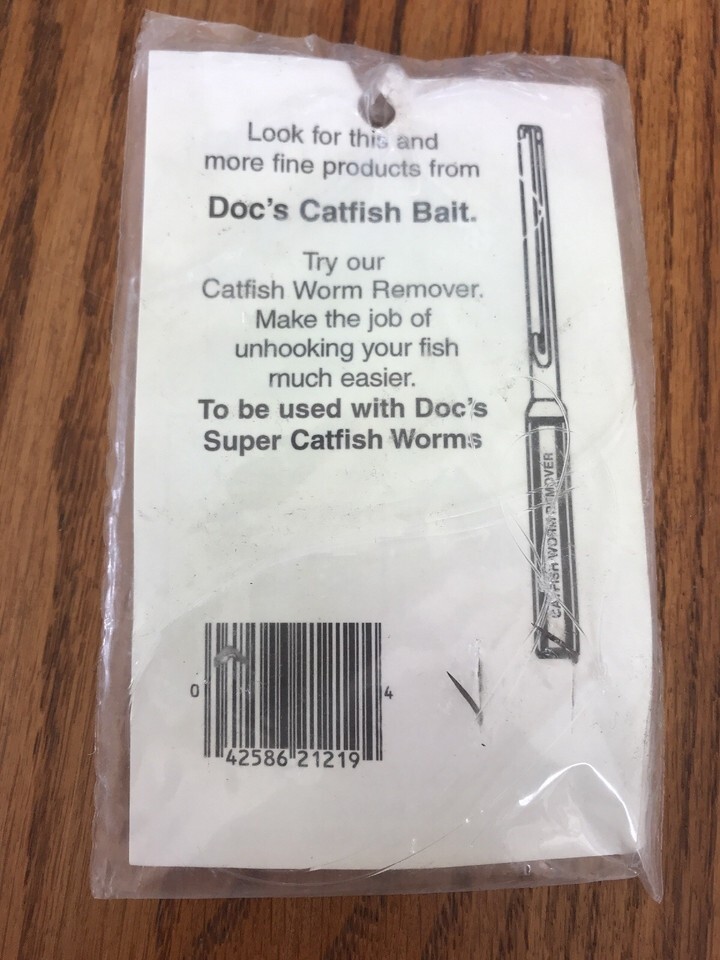 Look for this and
more fine products from
Doc's Catfish Bait.
Try our
Catfish Worm Remover.
Make the job of
unhooking your fish
much easier.
To be used with Doc's
Super Catfish Worms
CATFISH WORM REMOVER
0 42586 21219 4